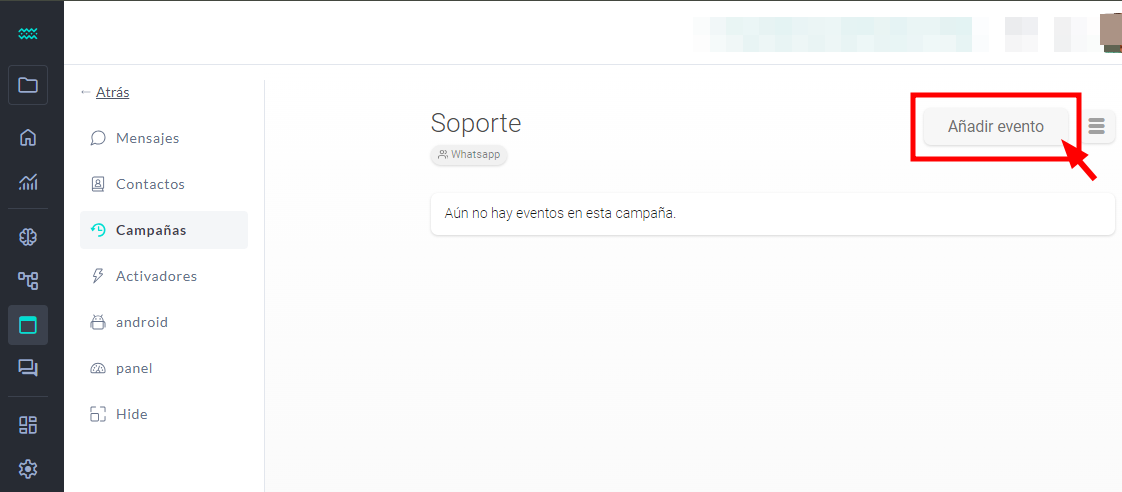 ← Atrás
Mensajes
Contactos
Campañas
Activadores
android
panel
Hide
Soporte
Whatsapp
Añadir evento
Aún no hay eventos en esta campaña.